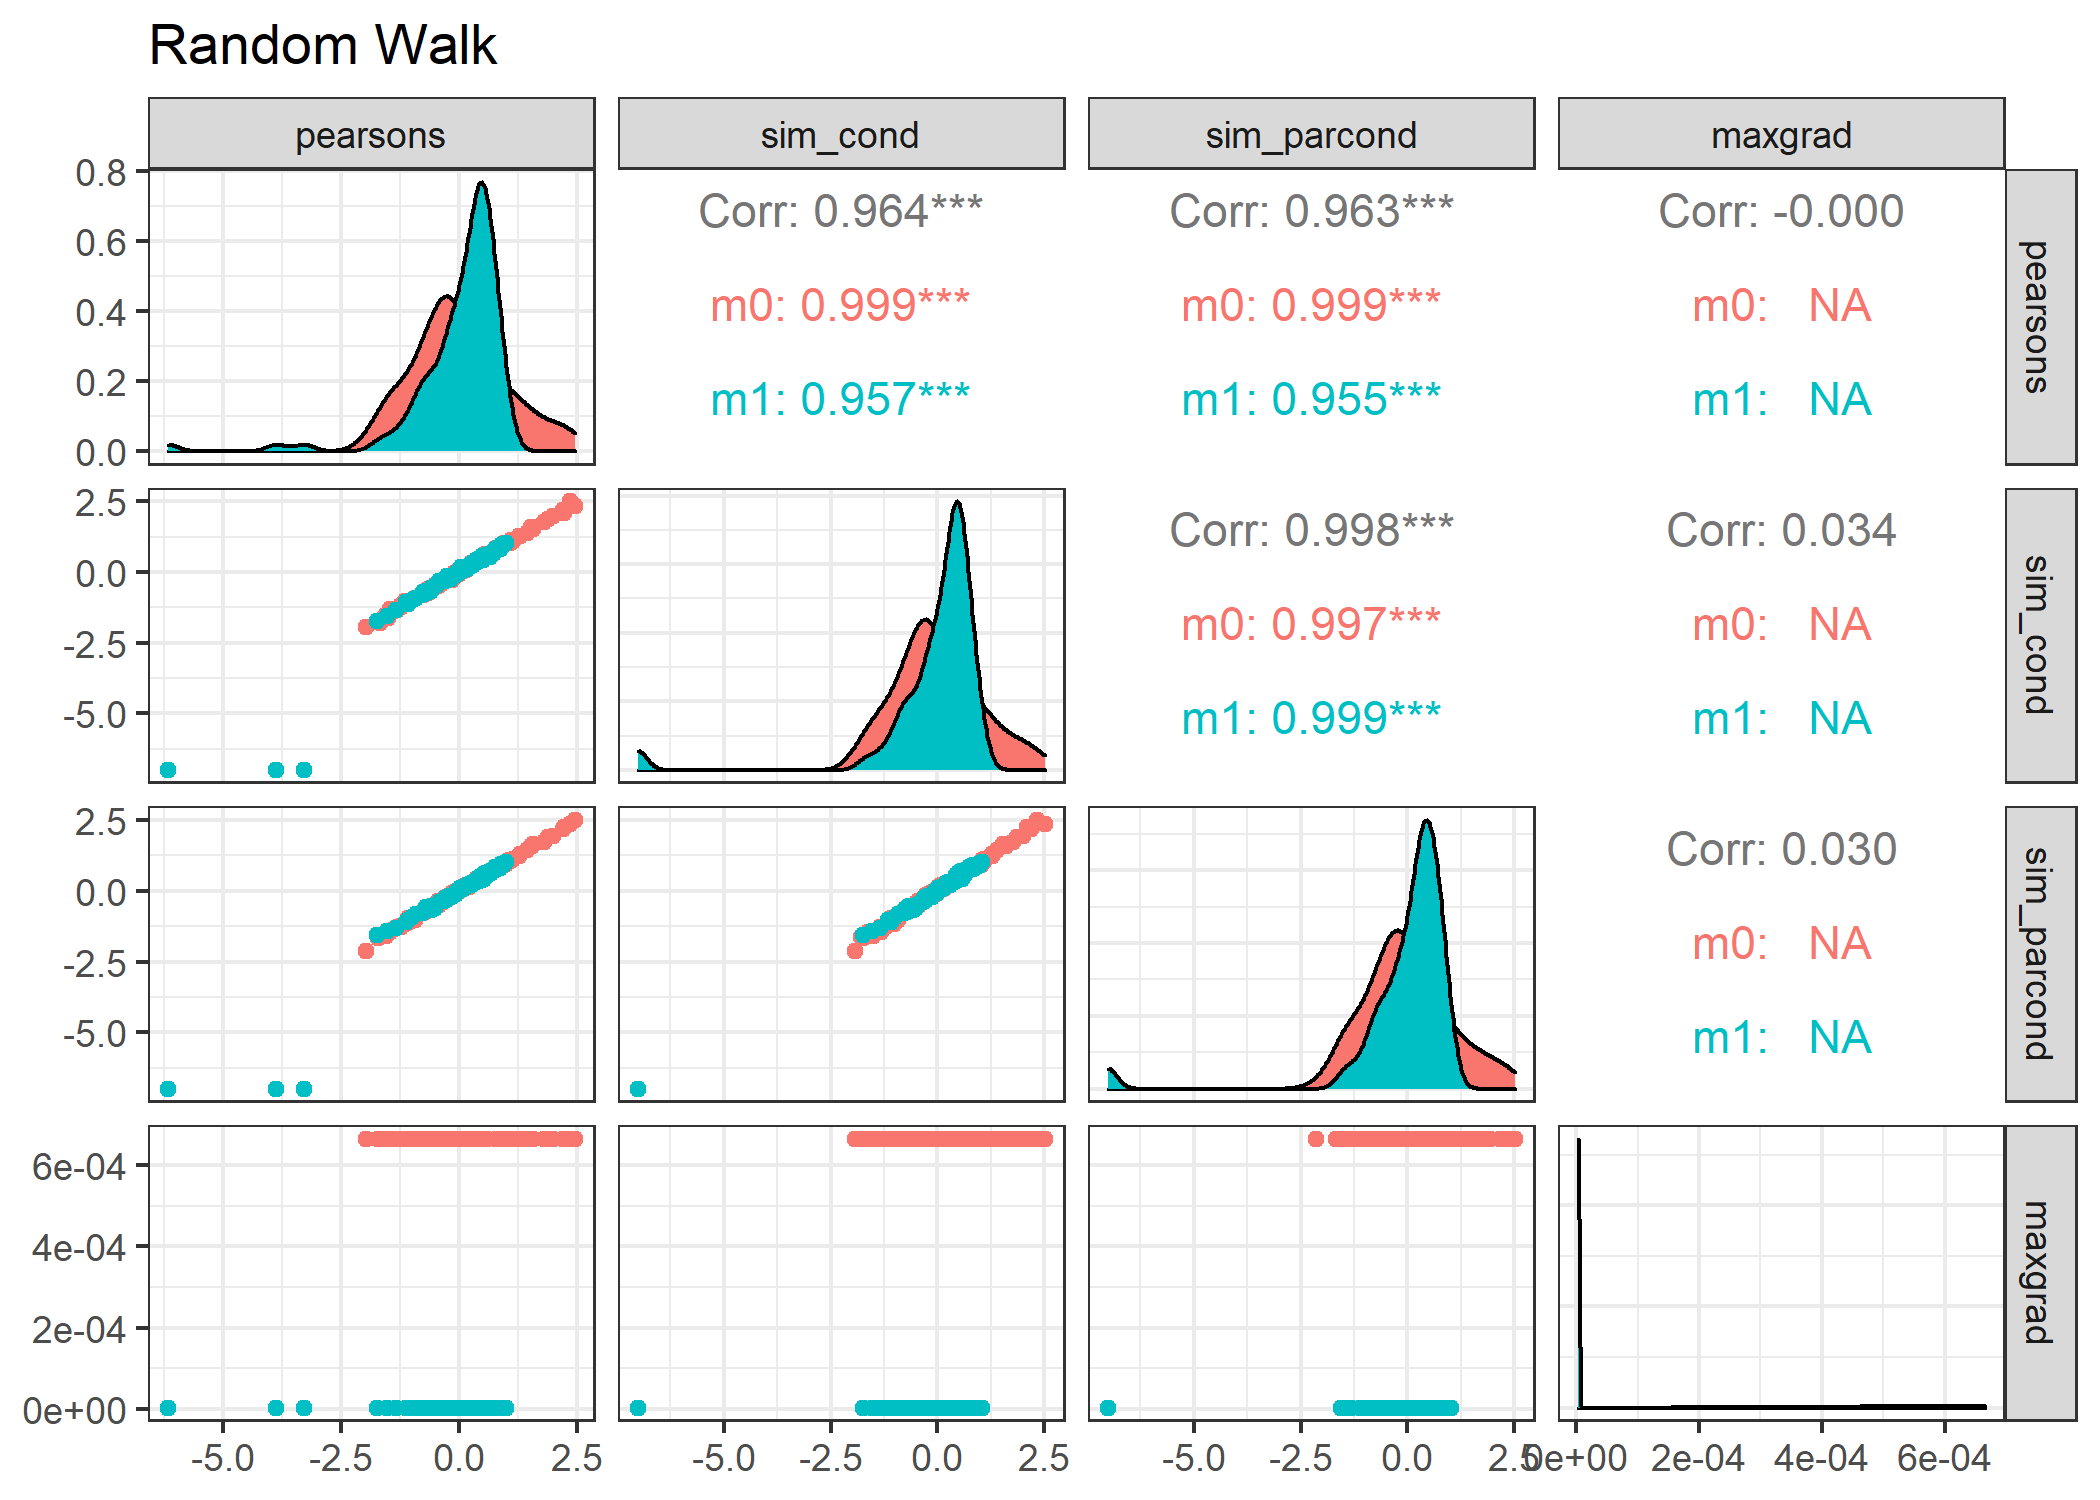 Random Walk
pearsons
sim_cond
sim_parcond
maxgrad
0.8
0.6
0.4
0.2
0.0
Corr: 0.964***
m0: 0.999***
m1: 0.957***
Corr: 0.963***
m0: 0.999***
m1: 0.955***
Corr: -0.000
m0: NA
m1: NA
pearsons
2.5
0.0
-2.5
-5.0
Corr: 0.998***
m0: 0.997***
m1: 0.999***
Corr: 0.034
m0: NA
m1: NA
sim_cond
2.5
0.0
-2.5
-5.0
Corr: 0.030
m0: NA
m1: NA
sim_parcond
6e-04
4e-04
2e-04
0e+00
maxgrad
-5.0 -2.5 0.0 2.5
-5.0 -2.5 0.0 2.5
-5.0 -2.5 0.0 2.5
0e+00 2e-04 4e-04 6e-04